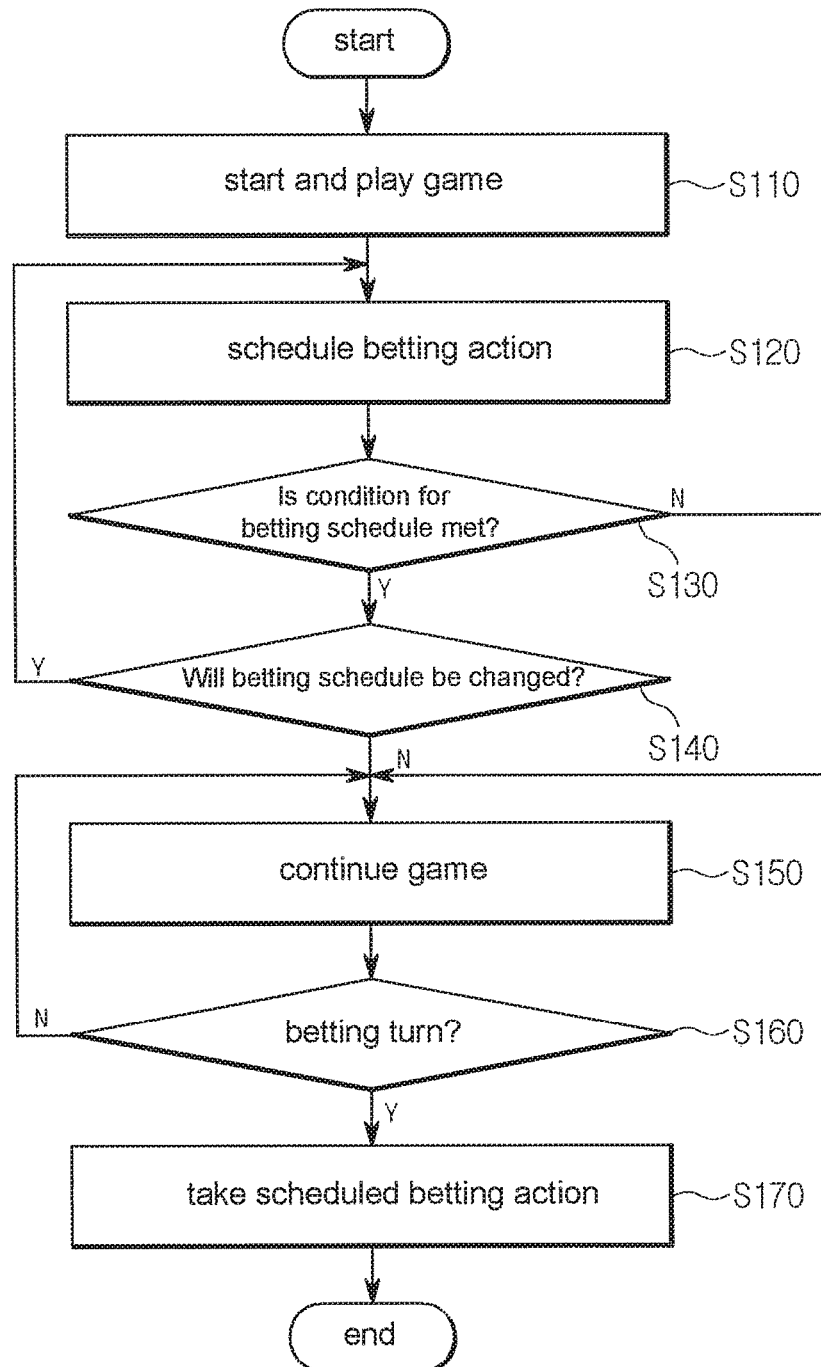 start
start and play game
S110
schedule betting action
S120
Is condition for
betting schedule met?
N
S130
Y
Will betting schedule be changed?
Y
S140
N
continue game
S150
betting turn?
N
S160
Y
take scheduled betting action
S170
end